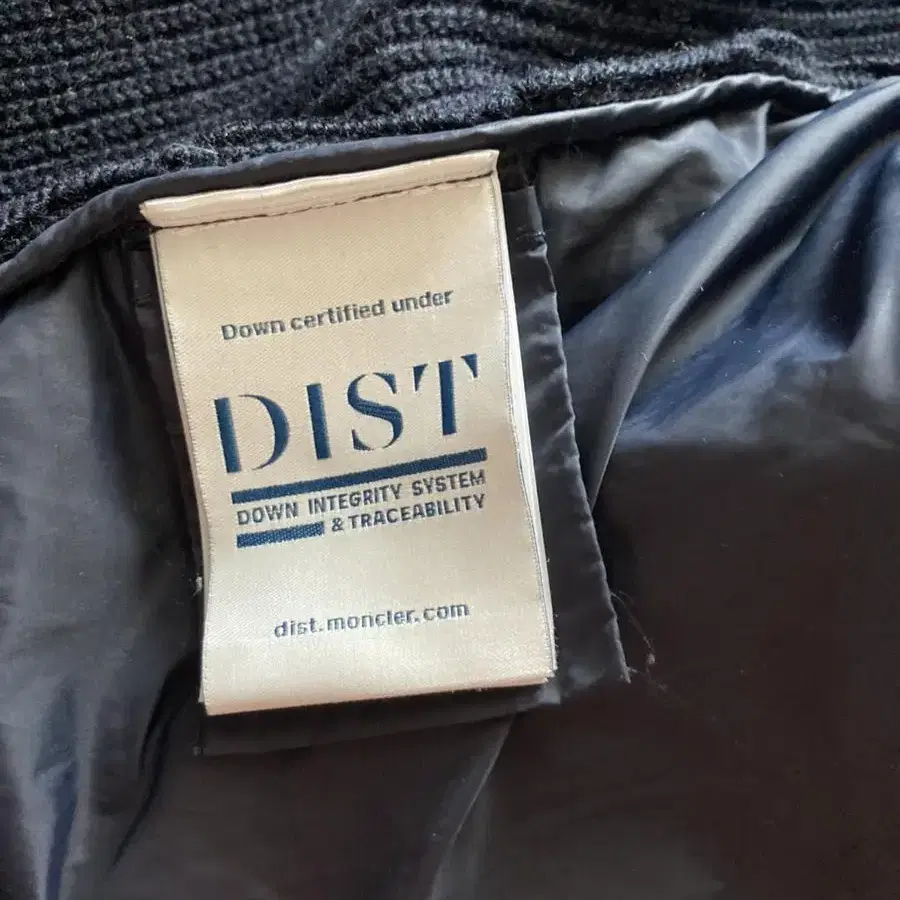 Down certified under
DIST
DOWN INTEGRITY SYSTEM
& TRACEABILITY
dist.moncler.com